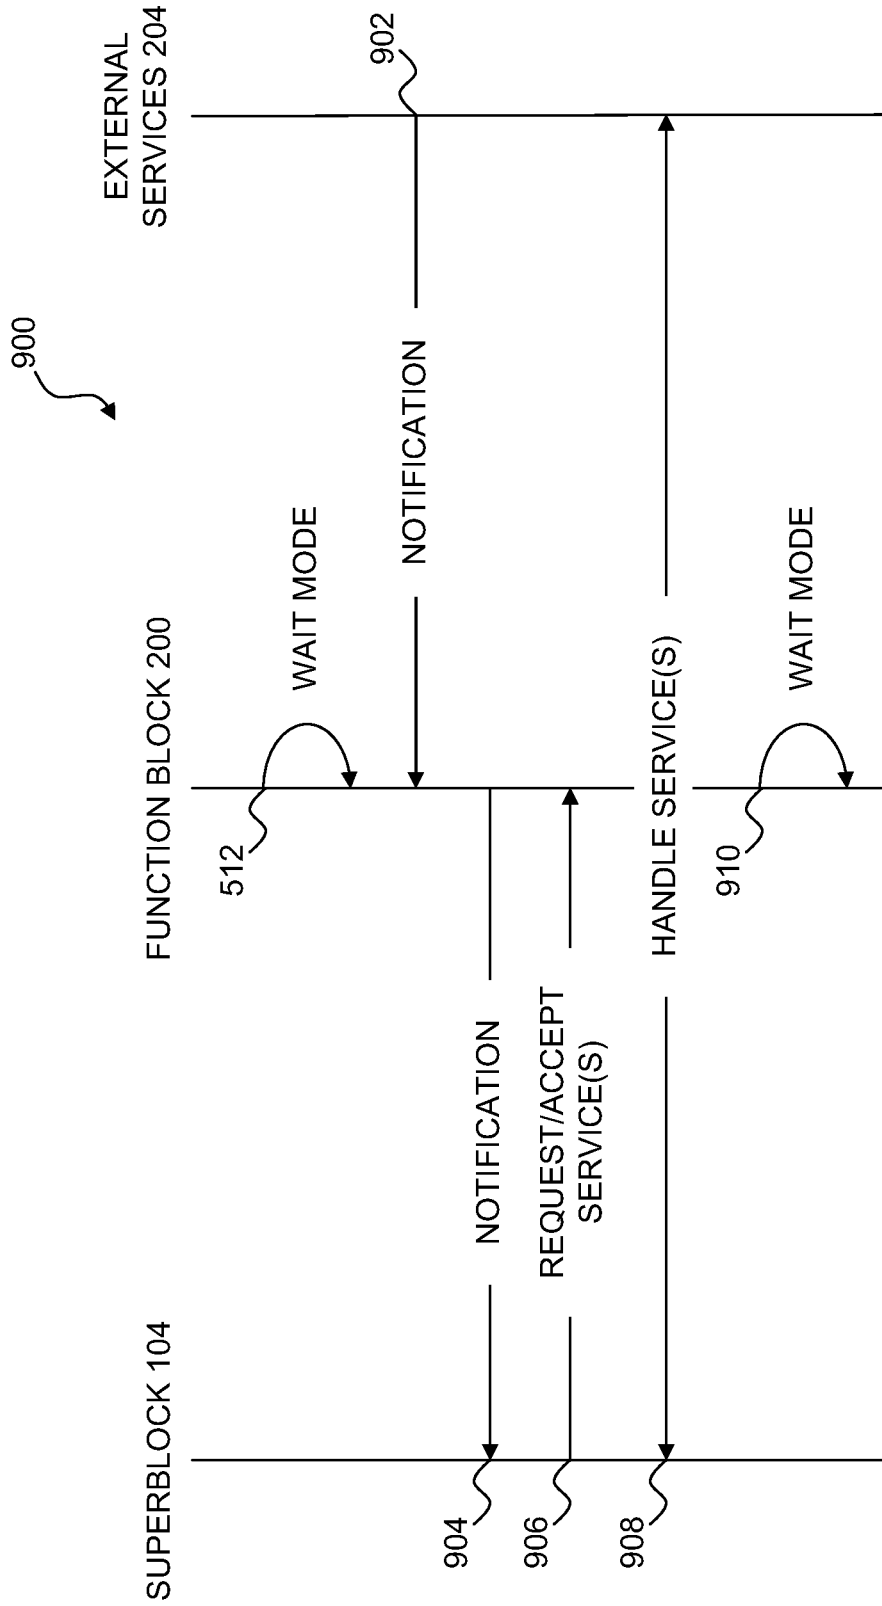 900
SUPERBLOCK 104
FUNCTION BLOCK 200
EXTERNAL
SERVICES 204
512
WAIT MODE
902
NOTIFICATION
904
NOTIFICATION
906
REQUEST/ACCEPT
SERVICE(S)
908
HANDLE SERVICE(S)
910
WAIT MODE